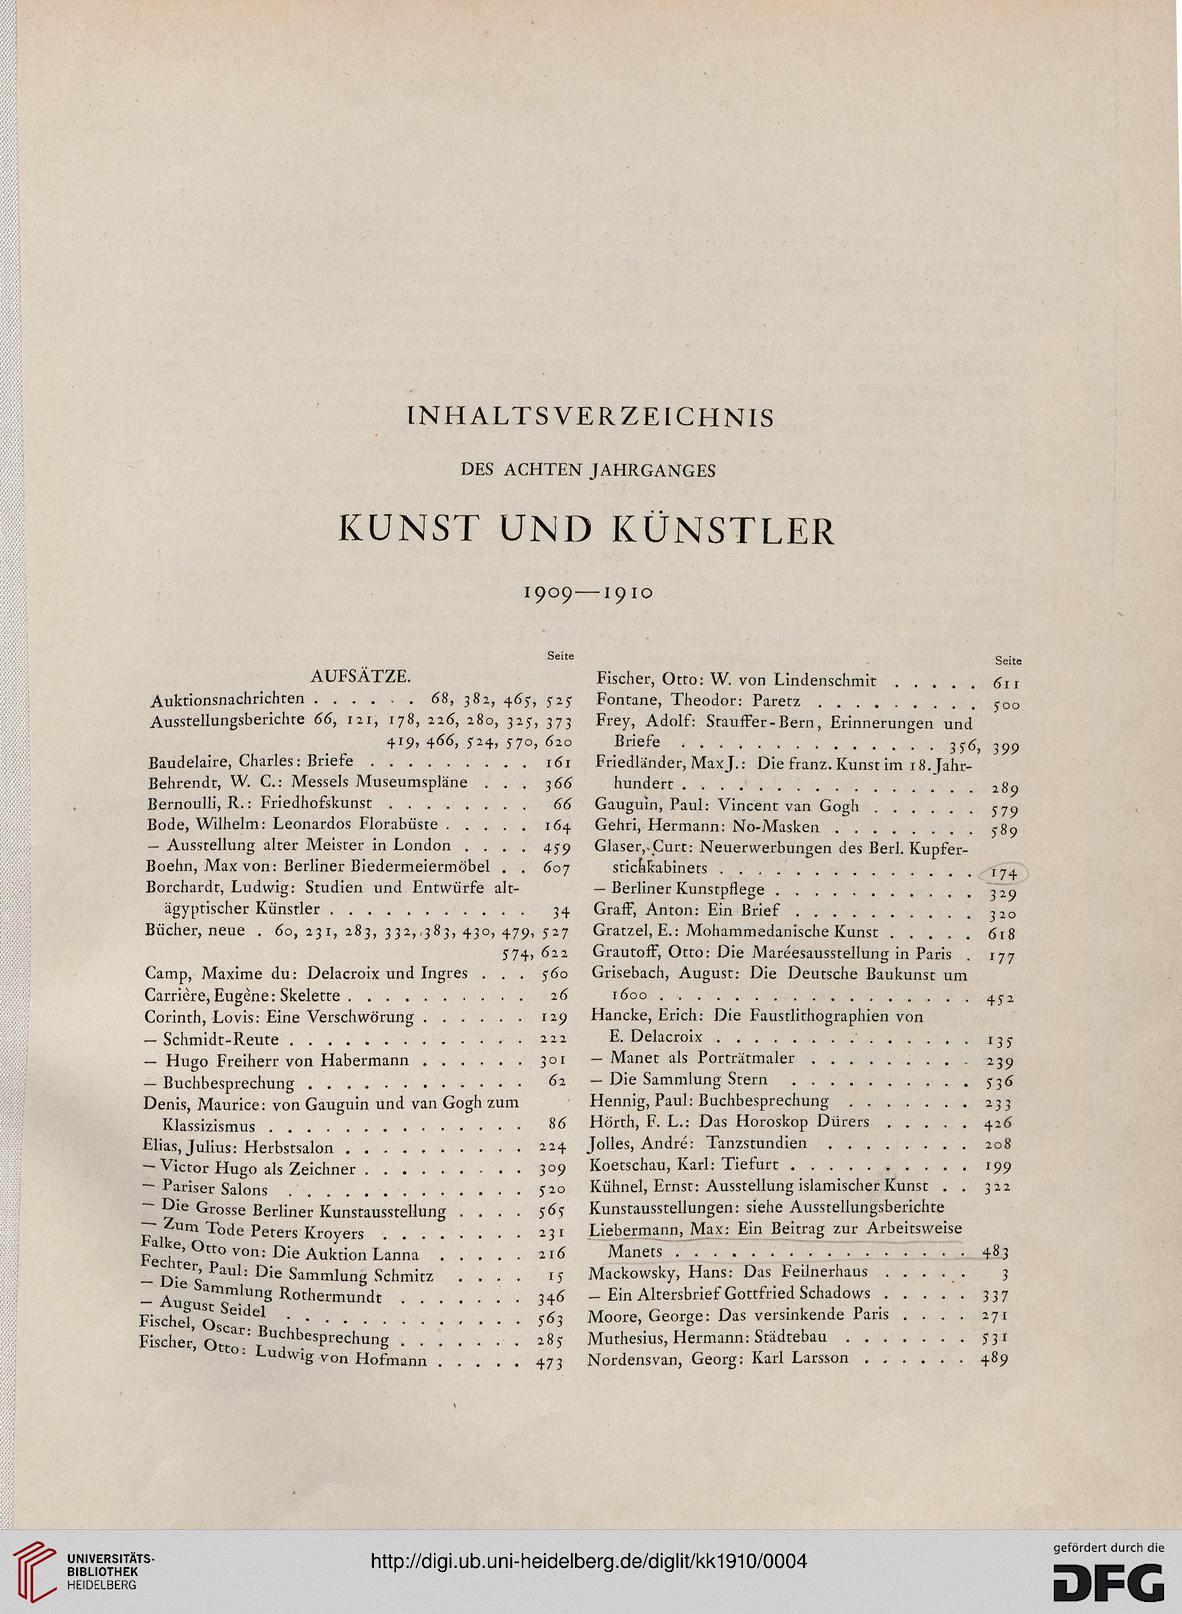 INHALTSVERZEICHNIS
DES ACHTEN JAHRGANGES
KUNST UND KÜNSTLER
1909—1910
Seite
AUFSÄTZE.
Auktionsnachrichten . . . . . . 68, 382, 465, 525
Ausstellungsberichte 66, 121, 178, 226, 280, 325, 373
419, 466, 524, 570, 620
Baudelaire, Charles: Briefe . . . . . . . . . 161
Behrendt, W. C.: Messels Museumspläne . . . 366
Bernoulli, R.: Friedhofskunst . . . . . . . . 66
Bode, Wilhelm: Leonardos Florabüste . . . . . 164
— Ausstellung alter Meister in London . . . . 459
Boehn, Max von: Berliner Biedermeiermöbel . . 607
Borchardt, Ludwig: Studien und Entwürfe alt-
ägyptischer Künstler . . . . . . . . . . . 34
Bücher, neue . 60, 231, 283, 332, 383, 430, 479, 527
574, 622
Camp, Maxime du: Delacroix und Ingres . . . 560
Carrière, Eugène: Skelette . . . . . . . . . . 26
Corinth, Lovis: Eine Verschwörung . . . . . . 129
— Schmidt-Reute . . . . . . . . . . . . . 222
— Hugo Freiherr von Habermann . . . . . . 301
— Buchbesprechung . . . . . . . . . . . . 62
Denis, Maurice: von Gauguin und van Gogh zum
Klassizismus . . . . . . . . . . . . . . 86
Elias, Julius: Herbstsalon . . . . . . . . . . 224
— Victor Hugo als Zeichner . . . . . . . . . 309
— Pariser Salons . . . . . . . . . . . . . 520
— Die Grosse Berliner Kunstausstellung . . . . 565
— Zum Tode Peters Kroyers . . . . . . . . 231
Falke, Otto von: Die Auktion Lanna . . . . . 216
Fechter, Paul: Die Sammlung Schmitz . . . . 15
— Die Sammlung Rothermundt . . . . . . . 346
— August Seidel . . . . . . . . . . . . . 563
Fischel, Oscar: Buchbesprechung . . . . . . . 285
Fischer, Otto: Ludwig von Hofmann . . . . . 473
Seite
Fischer, Otto: W. von Lindenschmit . . . . . 611
Fontane, Theodor: Paretz . . . . . . . . . 500
Frey, Adolf: Stauffer-Bern, Erinnerungen und
Briefe . . . . . . . . . . . . . . 356, 399
Friedländer, Max J.: Die franz. Kunst im 18. Jahr-
hundert . . . . . . . . . . . . . . . . 289
Gauguin, Paul: Vincent van Gogh . . . . . . 579
Gehri, Hermann: No-Masken . . . . . . . . 589
Glaser, Curt: Neuerwerbungen des Berl. Kupfer-
stichkabinets . . . . . . . . . . . . . . 174
— Berliner Kunstpflege . . . . . . . . . . 329
Graff, Anton: Ein Brief . . . . . . . . . . 320
Gratzel, E.: Mohammedanische Kunst . . . . . 618
Grautoff, Otto: Die Maréesausstellung in Paris . 177
Grisebach, August: Die Deutsche Baukunst um
1600 . . . . . . . . . . . . . . . . . 452
Hancke, Erich: Die Faustlithographien von
E. Delacroix . . . . . . . . . . . . . . 135
— Manet als Porträtmaler . . . . . . . . . 239
— Die Sammlung Stern . . . . . . . . . . 536
Hennig, Paul: Buchbesprechung . . . . . . . 233
Hörth, F. L.: Das Horoskop Dürers . . . . . 426
Jolles, André: Tanzstundien . . . . . . . . 208
Koetschau, Karl: Tiefurt . . . . . . . . . . 199
Kühnel, Ernst: Ausstellung islamischer Kunst . . 322
Kunstausstellungen: siehe Ausstellungsberichte
Liebermann, Max: Ein Beitrag zur Arbeitsweise
Manets . . . . . . . . . . . . . . . . 483
Mackowsky, Hans: Das Feilnerhaus . . . . . 3
— Ein Altersbrief Gottfried Schadows . . . . . 337
Moore, George: Das versinkende Paris . . . . 271
Muthesius, Hermann: Städtebau . . . . . . . 531
Nordensvan, Georg: Karl Larsson . . . . . . 489
UNIVERSITÄTS-
BIBLIOTHEK
HEIDELBERG
http://digi.ub.uni-heidelberg.de/diglit/kk1910/0004
gefördert durch die
DFG